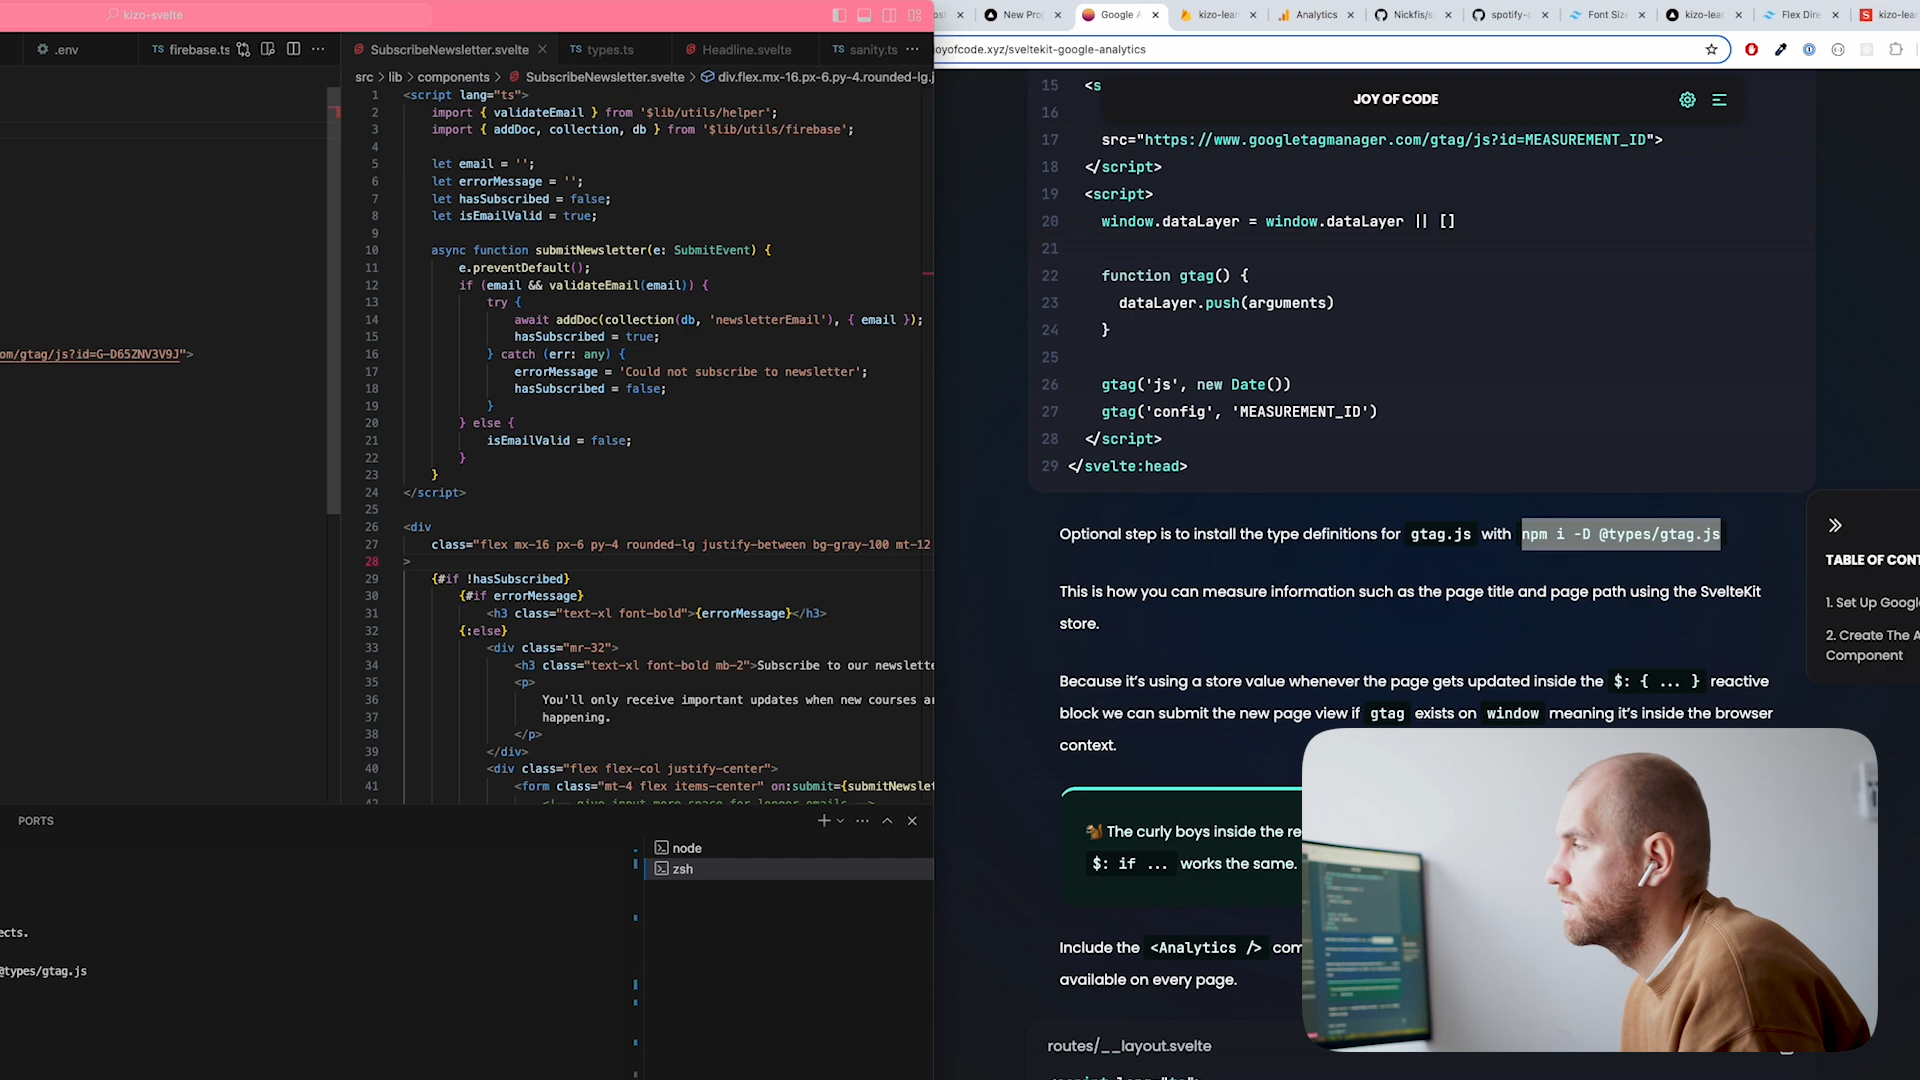 kizo-svelte
.env
TS firebase.ts
SubscribeNewsletter.svelte
TS types.ts
Headline.svelte
TS sanity.ts
src > lib > components > SubscribeNewsletter.svelte > div.flex.mx-16.px-6.py-4.rounded-lg.j
om/gtag/js?id=G-D65ZNV3V9J">
1 <script lang="ts">
2 import { validateEmail } from '$lib/utils/helper';
3 import { addDoc, collection, db } from '$lib/utils/firebase';
4
5 let email = '';
6 let errorMessage = '';
7 let hasSubscribed = false;
8 let isEmailValid = true;
9
10 async function submitNewsletter(e: SubmitEvent) {
11 e.preventDefault();
12 if (email && validateEmail(email)) {
13 try {
14 await addDoc(collection(db, 'newsletterEmail'), { email });
15 hasSubscribed = true;
16 } catch (err: any) {
17 errorMessage = 'Could not subscribe to newsletter';
18 hasSubscribed = false;
19 }
20 } else {
21 isEmailValid = false;
22 }
23 }
24 </script>
25
26 <div
27 class="flex mx-16 px-6 py-4 rounded-lg justify-between bg-gray-100 mt-12
28 >
29 {#if !hasSubscribed}
30 {#if errorMessage}
31 <h3 class="text-xl font-bold">{errorMessage}</h3>
32 {:else}
33 <div class="mr-32">
34 <h3 class="text-xl font-bold mb-2">Subscribe to our newslette
35 <p>
36 You'll only receive important updates when new courses ar
37 happening.
38 </p>
39 </div>
40 <div class="flex flex-col justify-center">
41 <form class="mt-4 flex items-center" on:submit={submitNewslet
42 <!-- give input more space for longer emails -->
PORTS
node
zsh
ects.
@types/gtag.js
New Pro
Google A
kizo-lear
Analytics
Nickfis/s
spotify-c
Font Size
kizo-lear
Flex Dire
kizo-lea
oyofcode.xyz/sveltekit-google-analytics
JOY OF CODE
15 <s
16
17 src="https://www.googletagmanager.com/gtag/js?id=MEASUREMENT_ID">
18 </script>
19 <script>
20 window.dataLayer = window.dataLayer || []
21
22 function gtag() {
23 dataLayer.push(arguments)
24 }
25
26 gtag('js', new Date())
27 gtag('config', 'MEASUREMENT_ID')
28 </script>
29 </svelte:head>
Optional step is to install the type definitions for gtag.js with npm i -D @types/gtag.js
This is how you can measure information such as the page title and page path using the SvelteKit
store.
Because it's using a store value whenever the page gets updated inside the $: { ... } reactive
block we can submit the new page view if gtag exists on window meaning it's inside the browser
context.
🐿️ The curly boys inside the re
$: if ... works the same.
Include the <Analytics /> com
available on every page.
routes/__layout.svelte
TABLE OF CONT
1. Set Up Google
2. Create The A
Component